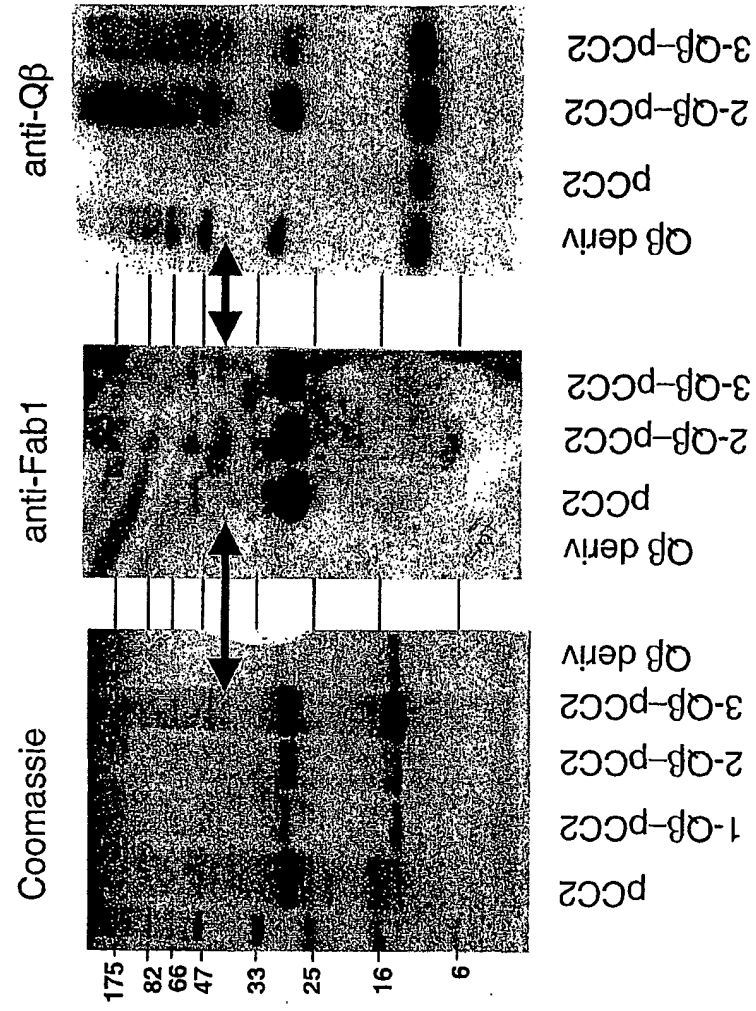 Coomassie
anti-Fab1
anti-Qβ
175
82
66
47
33
25
16
6
pCC2
1-Qβ–pCC2
2-Qβ–pCC2
3-Qβ–pCC2
Qβ deriv
Qβ deriv
pCC2
2-Qβ–pCC2
3-Qβ–pCC2
Qβ deriv
pCC2
2-Qβ–pCC2
3-Qβ–pCC2